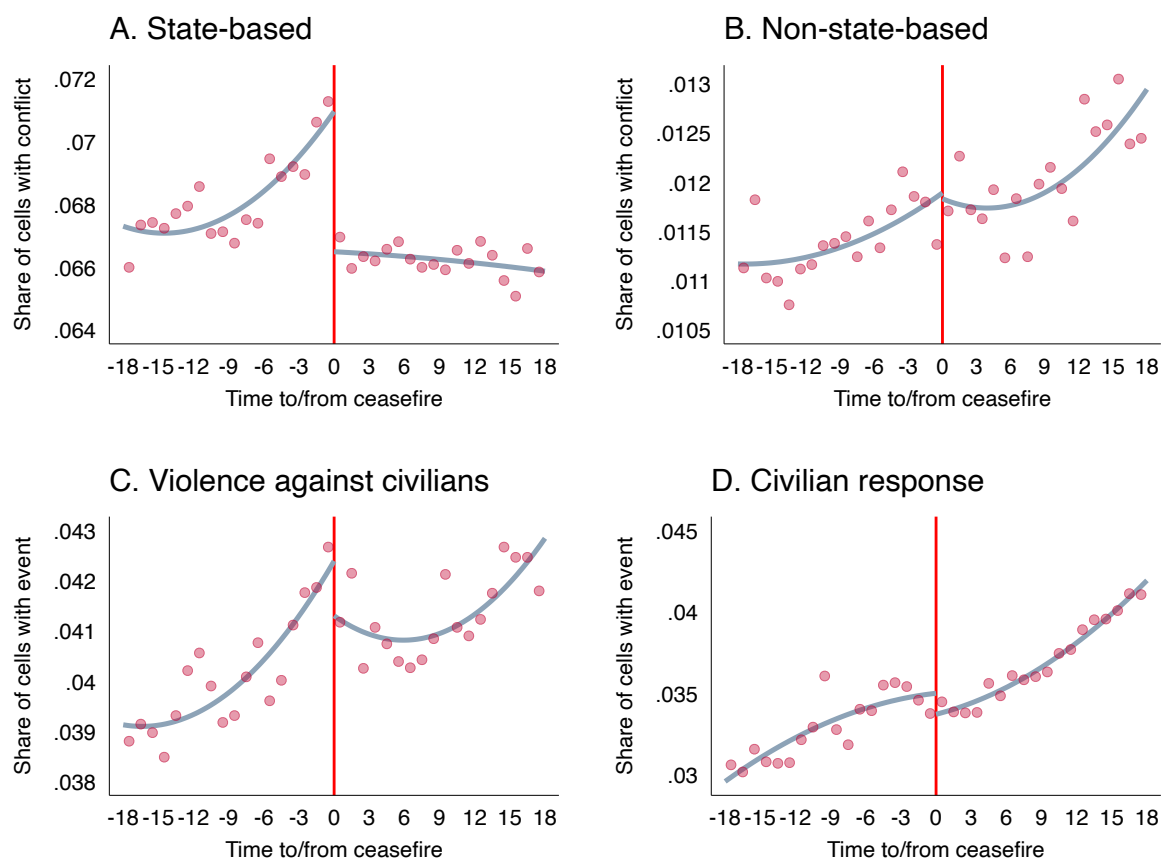 A. State-based
Share of cells with conflict
.072
.07
.068
.066
.064
-18 -15 -12 -9 -6 -3 0 3 6 9 12 15 18
Time to/from ceasefire
B. Non-state-based
Share of cells with conflict
.013
.0125
.012
.0115
.011
.0105
-18 -15 -12 -9 -6 -3 0 3 6 9 12 15 18
Time to/from ceasefire
C. Violence against civilians
Share of cells with event
.043
.042
.041
.04
.039
.038
-18 -15 -12 -9 -6 -3 0 3 6 9 12 15 18
Time to/from ceasefire
D. Civilian response
Share of cells with event
.045
.04
.035
.03
-18 -15 -12 -9 -6 -3 0 3 6 9 12 15 18
Time to/from ceasefire